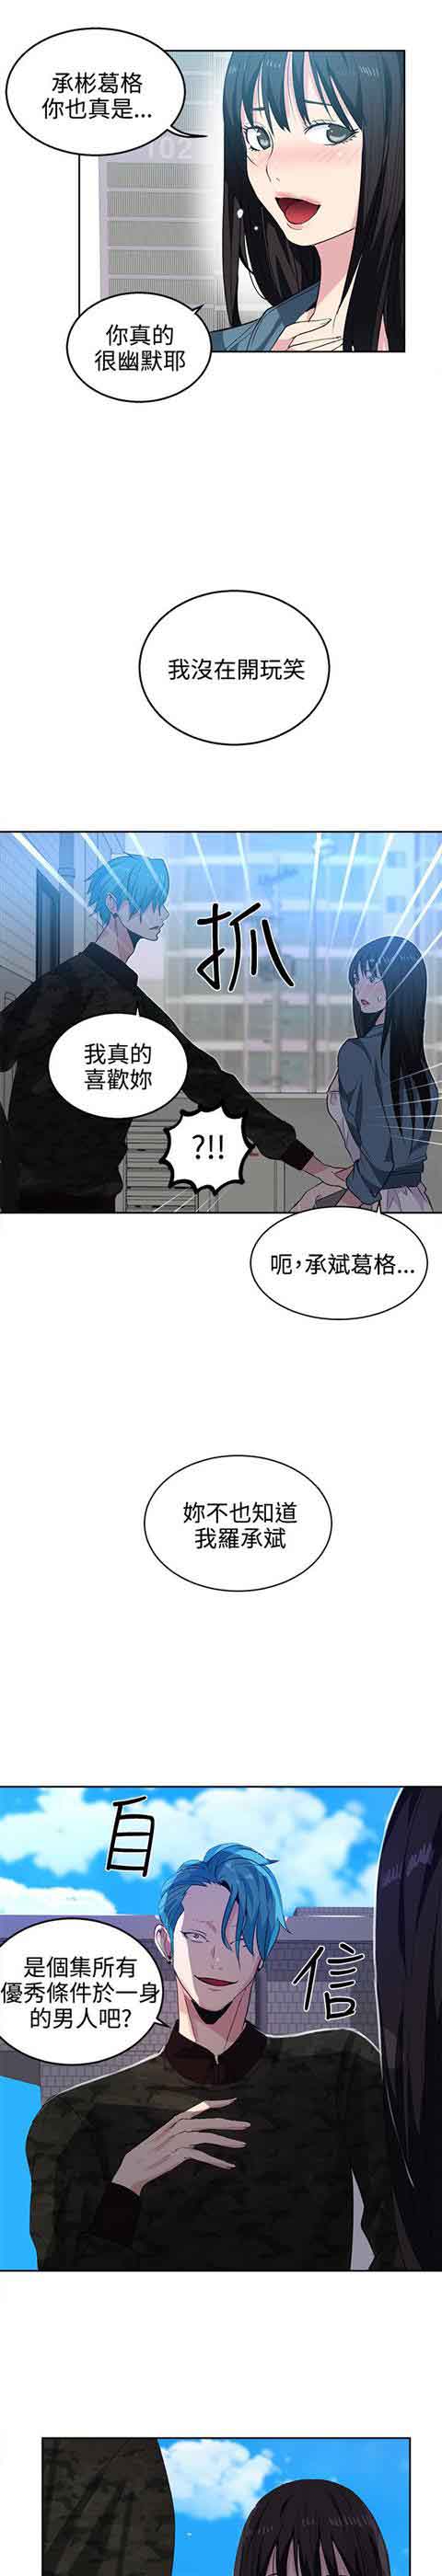 承彬葛格
你也真是...
102
你真的
很幽默耶
我沒在開玩笑
抓
我真的
喜歡妳
?!!
呃,承斌葛格...
妳不也知道
我羅承斌
自
信
是個集所有
優秀條件於一身
的男人吧?